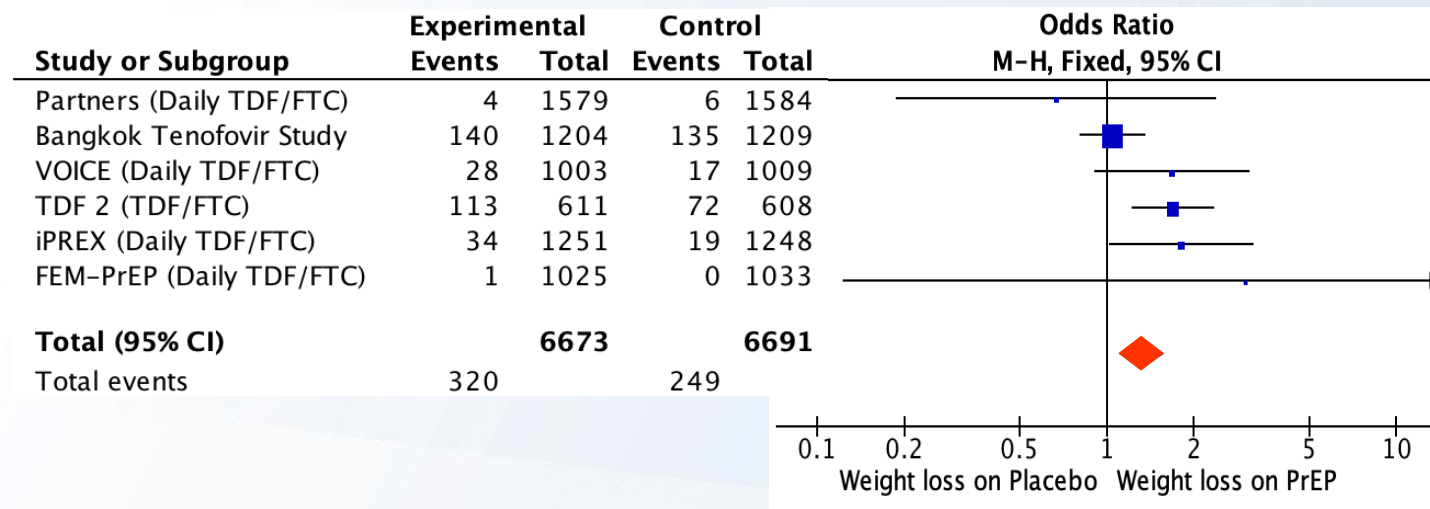 Experimental Control Odds Ratio
Study or Subgroup Events Total Events Total M-H, Fixed, 95% CI
Partners (Daily TDF/FTC) 4 1579 6 1584
Bangkok Tenofovir Study 140 1204 135 1209
VOICE (Daily TDF/FTC) 28 1003 17 1009
TDF 2 (TDF/FTC) 113 611 72 608
iPREX (Daily TDF/FTC) 34 1251 19 1248
FEM-PrEP (Daily TDF/FTC) 1 1025 0 1033
Total (95% CI) 6673 6691
Total events 320 249
0.1 0.2 0.5 1 2 5 10
Weight loss on Placebo Weight loss on PrEP